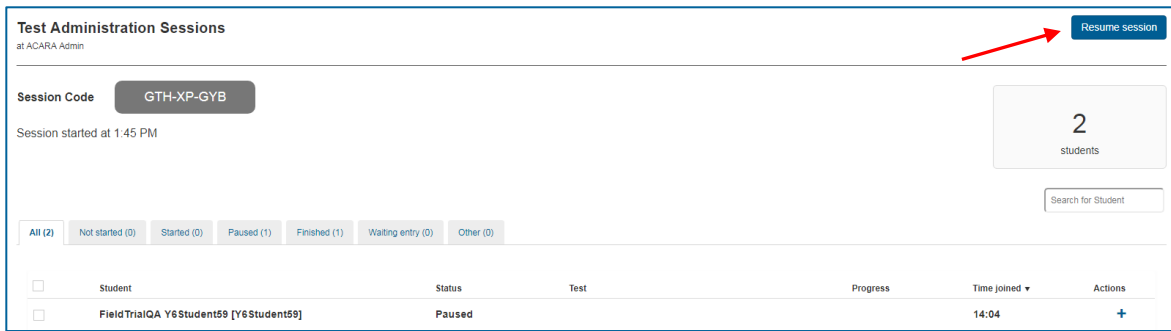 Test Administration Sessions
Resume session
at ACARA Admin
Session Code GTH-XP-GYB
Session started at 1:45 PM
2
students
Search for Student
All (2) Not started (0) Started (0) Paused (1) Finished (1) Waiting entry (0) Other (0)
Student Status Test Progress Time joined ▼ Actions
FieldTrialQA Y6Student59 [Y6Student59] Paused 14:04 +